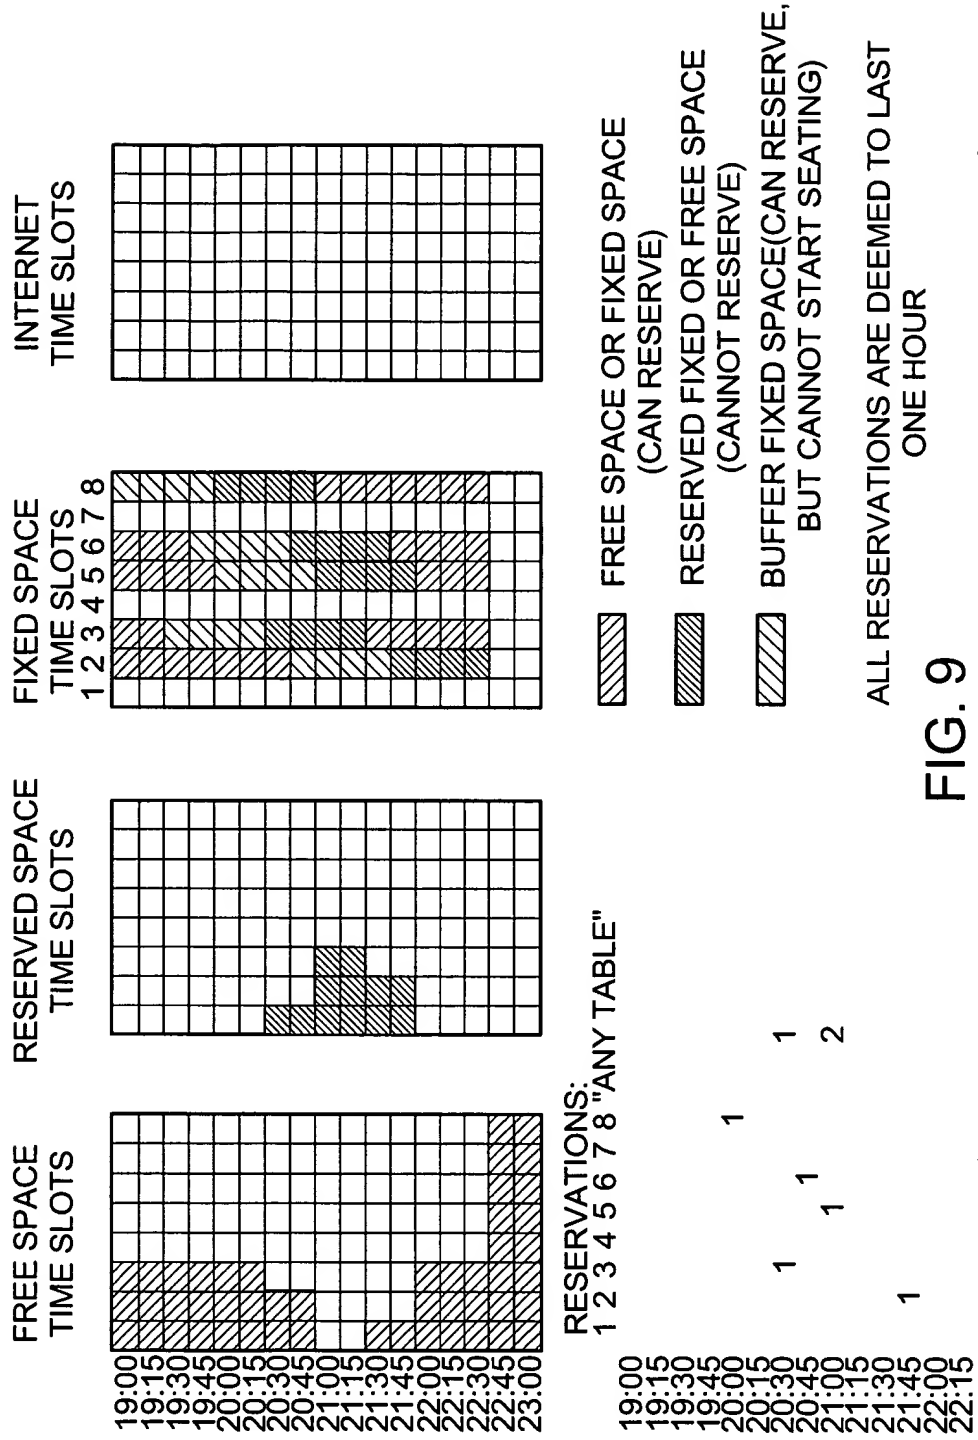 FREE SPACE
TIME SLOTS
RESERVED SPACE
TIME SLOTS
FIXED SPACE
TIME SLOTS
1 2 3 4 5 6 7 8
INTERNET
TIME SLOTS
19:00
19:15
19:30
19:45
20:00
20:15
20:30
20:45
21:00
21:15
21:30
21:45
22:00
22:15
22:30
22:45
23:00
RESERVATIONS:
1 2 3 4 5 6 7 8 "ANY TABLE"
19:00
19:15
19:30
19:45
20:00 1
20:15
20:30 1 1
20:45 1
21:00 1 2
21:15
21:30
21:45 1
22:00
22:15
FREE SPACE OR FIXED SPACE
(CAN RESERVE)
RESERVED FIXED OR FREE SPACE
(CANNOT RESERVE)
BUFFER FIXED SPACE(CAN RESERVE,
BUT CANNOT START SEATING)
ALL RESERVATIONS ARE DEEMED TO LAST
ONE HOUR
FIG. 9